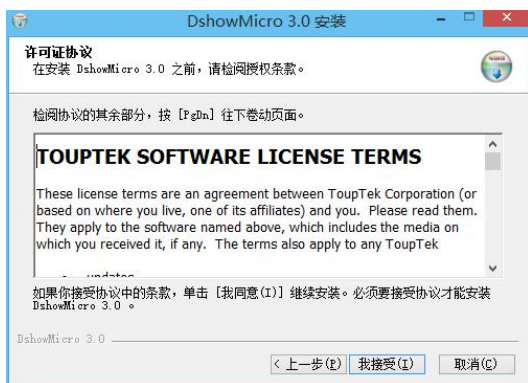 DshowMicro 3.0 安装
许可证协议
在安装 DshowMicro 3.0 之前，请检阅授权条款。
检阅协议的其余部分，按 [PgDn] 往下卷动页面。
TOUPTEK SOFTWARE LICENSE TERMS
These license terms are an agreement between ToupTek Corporation (or
based on where you live, one of its affiliates) and you.  Please read them.
They apply to the software named above, which includes the media on
which you received it, if any.  The terms also apply to any ToupTek
updates
如果你接受协议中的条款，单击 [我同意(I)] 继续安装。必须要接受协议才能安装
DshowMicro 3.0 。
DshowMicro 3.0
< 上一步(P) 我接受(I) 取消(C)